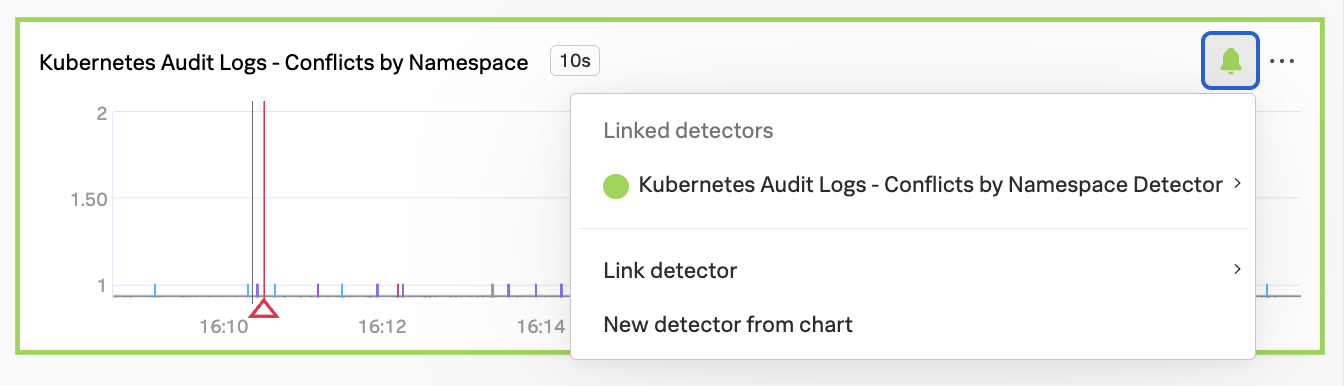 Kubernetes Audit Logs - Conflicts by Namespace 10s
Linked detectors
Kubernetes Audit Logs - Conflicts by Namespace Detector
Link detector
New detector from chart
2
1.50
1
16:10 16:12 16:14